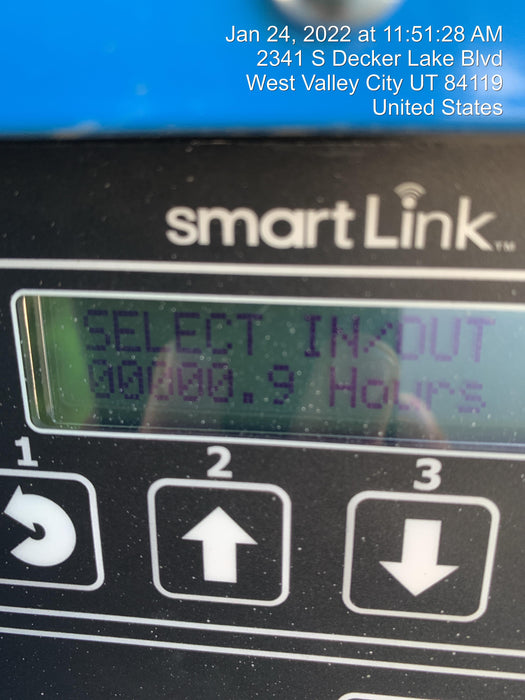 Jan 24, 2022 at 11:51:28 AM
2341 S Decker Lake Blvd
West Valley City UT 84119
United States
smartLink™
SELECT IN/OUT
00000.9 Hours
1 2 3